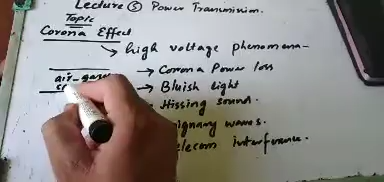 Lecture ⑤ Power Transmission.
Topic
Corona Effect
→ high voltage phenomena-
→ Corona Power loss
air-
→ Bluish light
Hissing sound.
waves.
interference.